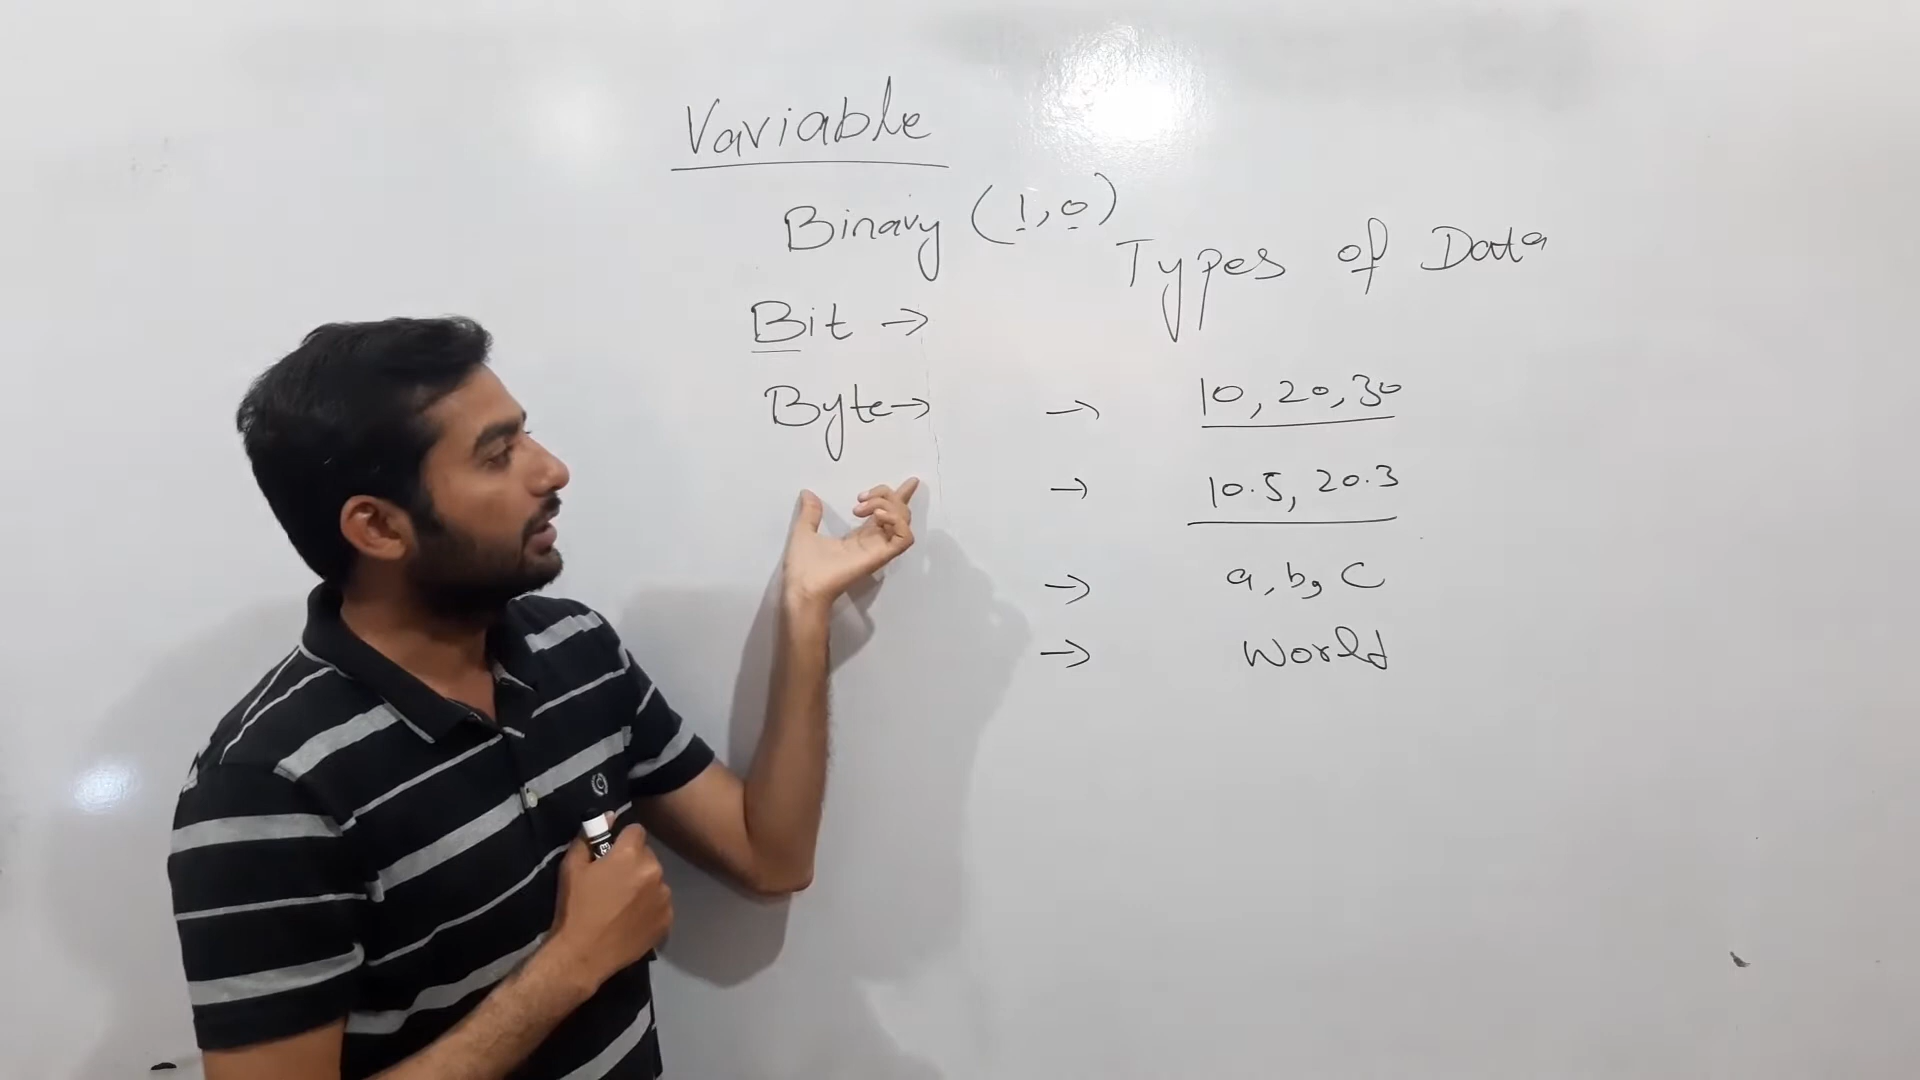 Variable
Binary (1,0)
Types of Data
Bit →
Byte→
→ 10, 20, 30
→ 10.5, 20.3
→ a, b, c
→ World